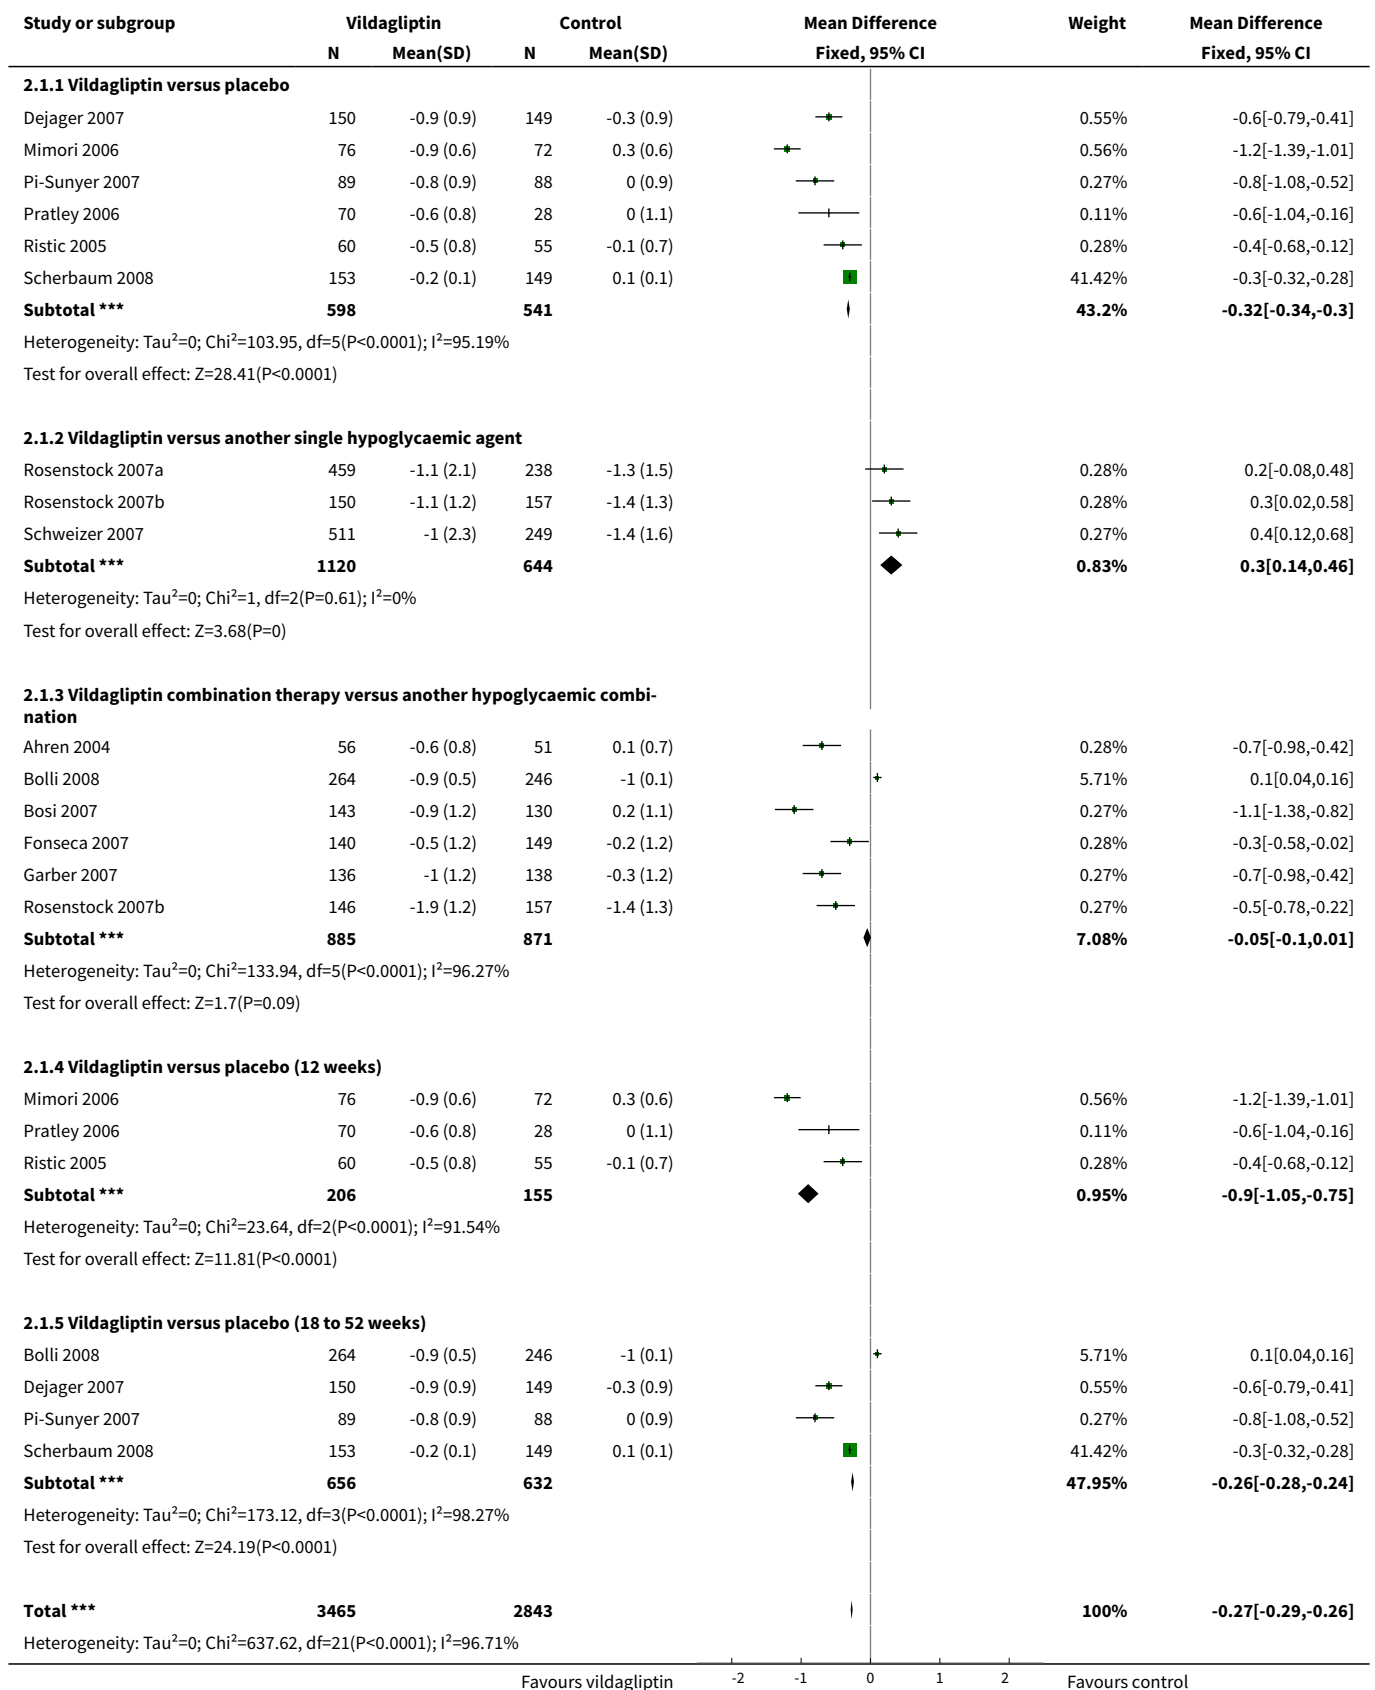 Study or subgroup Vildagliptin Control Mean Difference Weight Mean Difference
N Mean(SD) N Mean(SD) Fixed, 95% CI Fixed, 95% CI
2.1.1 Vildagliptin versus placebo
Dejager 2007 150 -0.9 (0.9) 149 -0.3 (0.9) 0.55% -0.6[-0.79,-0.41]
Mimori 2006 76 -0.9 (0.6) 72 0.3 (0.6) 0.56% -1.2[-1.39,-1.01]
Pi-Sunyer 2007 89 -0.8 (0.9) 88 0 (0.9) 0.27% -0.8[-1.08,-0.52]
Pratley 2006 70 -0.6 (0.8) 28 0 (1.1) 0.11% -0.6[-1.04,-0.16]
Ristic 2005 60 -0.5 (0.8) 55 -0.1 (0.7) 0.28% -0.4[-0.68,-0.12]
Scherbaum 2008 153 -0.2 (0.1) 149 0.1 (0.1) 41.42% -0.3[-0.32,-0.28]
Subtotal *** 598 541 43.2% -0.32[-0.34,-0.3]
Heterogeneity: Tau²=0; Chi²=103.95, df=5(P<0.0001); I²=95.19%
Test for overall effect: Z=28.41(P<0.0001)
2.1.2 Vildagliptin versus another single hypoglycaemic agent
Rosenstock 2007a 459 -1.1 (2.1) 238 -1.3 (1.5) 0.28% 0.2[-0.08,0.48]
Rosenstock 2007b 150 -1.1 (1.2) 157 -1.4 (1.3) 0.28% 0.3[0.02,0.58]
Schweizer 2007 511 -1 (2.3) 249 -1.4 (1.6) 0.27% 0.4[0.12,0.68]
Subtotal *** 1120 644 0.83% 0.3[0.14,0.46]
Heterogeneity: Tau²=0; Chi²=1, df=2(P=0.61); I²=0%
Test for overall effect: Z=3.68(P=0)
2.1.3 Vildagliptin combination therapy versus another hypoglycaemic combi-
nation
Ahren 2004 56 -0.6 (0.8) 51 0.1 (0.7) 0.28% -0.7[-0.98,-0.42]
Bolli 2008 264 -0.9 (0.5) 246 -1 (0.1) 5.71% 0.1[0.04,0.16]
Bosi 2007 143 -0.9 (1.2) 130 0.2 (1.1) 0.27% -1.1[-1.38,-0.82]
Fonseca 2007 140 -0.5 (1.2) 149 -0.2 (1.2) 0.28% -0.3[-0.58,-0.02]
Garber 2007 136 -1 (1.2) 138 -0.3 (1.2) 0.27% -0.7[-0.98,-0.42]
Rosenstock 2007b 146 -1.9 (1.2) 157 -1.4 (1.3) 0.27% -0.5[-0.78,-0.22]
Subtotal *** 885 871 7.08% -0.05[-0.1,0.01]
Heterogeneity: Tau²=0; Chi²=133.94, df=5(P<0.0001); I²=96.27%
Test for overall effect: Z=1.7(P=0.09)
2.1.4 Vildagliptin versus placebo (12 weeks)
Mimori 2006 76 -0.9 (0.6) 72 0.3 (0.6) 0.56% -1.2[-1.39,-1.01]
Pratley 2006 70 -0.6 (0.8) 28 0 (1.1) 0.11% -0.6[-1.04,-0.16]
Ristic 2005 60 -0.5 (0.8) 55 -0.1 (0.7) 0.28% -0.4[-0.68,-0.12]
Subtotal *** 206 155 0.95% -0.9[-1.05,-0.75]
Heterogeneity: Tau²=0; Chi²=23.64, df=2(P<0.0001); I²=91.54%
Test for overall effect: Z=11.81(P<0.0001)
2.1.5 Vildagliptin versus placebo (18 to 52 weeks)
Bolli 2008 264 -0.9 (0.5) 246 -1 (0.1) 5.71% 0.1[0.04,0.16]
Dejager 2007 150 -0.9 (0.9) 149 -0.3 (0.9) 0.55% -0.6[-0.79,-0.41]
Pi-Sunyer 2007 89 -0.8 (0.9) 88 0 (0.9) 0.27% -0.8[-1.08,-0.52]
Scherbaum 2008 153 -0.2 (0.1) 149 0.1 (0.1) 41.42% -0.3[-0.32,-0.28]
Subtotal *** 656 632 47.95% -0.26[-0.28,-0.24]
Heterogeneity: Tau²=0; Chi²=173.12, df=3(P<0.0001); I²=98.27%
Test for overall effect: Z=24.19(P<0.0001)
Total *** 3465 2843 100% -0.27[-0.29,-0.26]
Heterogeneity: Tau²=0; Chi²=637.62, df=21(P<0.0001); I²=96.71%
Favours vildagliptin -2 -1 0 1 2 Favours control